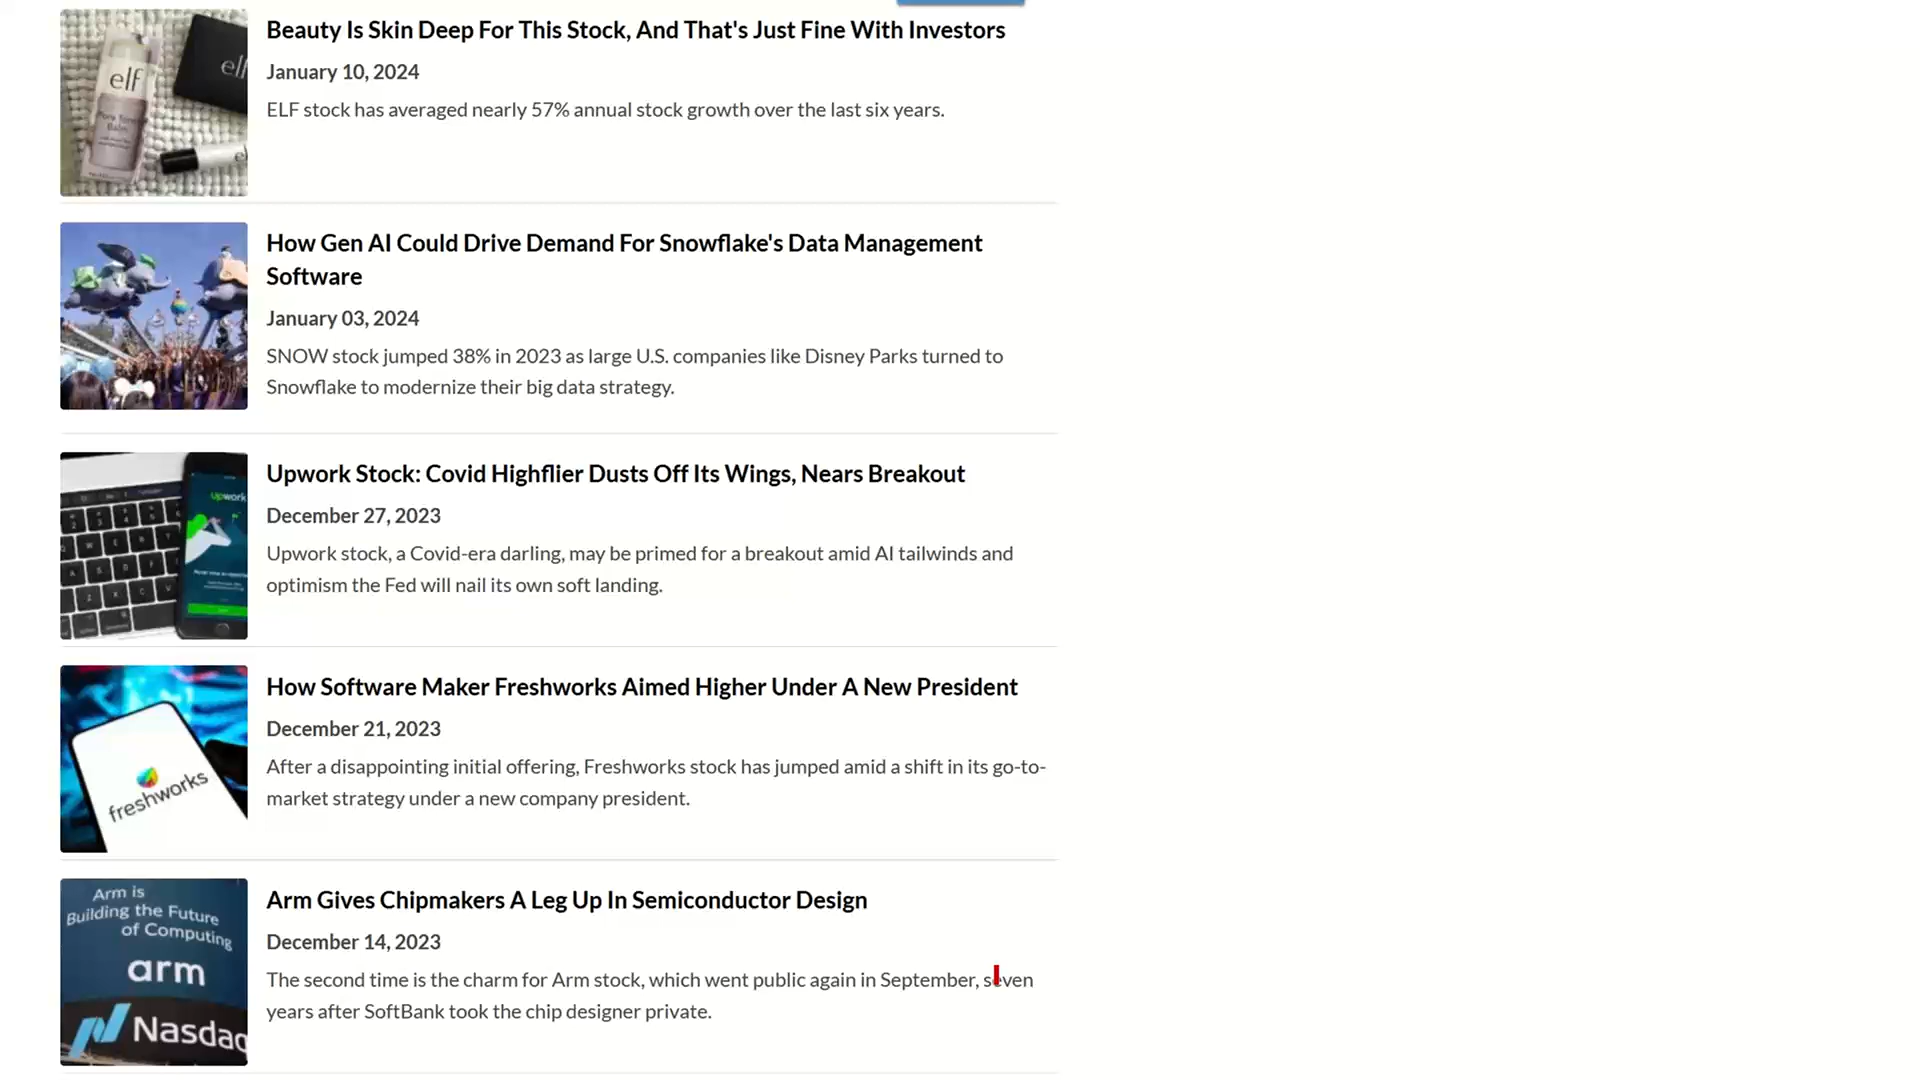 elf
Beauty Is Skin Deep For This Stock, And That's Just Fine With Investors
January 10, 2024
ELF stock has averaged nearly 57% annual stock growth over the last six years.
How Gen AI Could Drive Demand For Snowflake's Data Management
Software
January 03, 2024
SNOW stock jumped 38% in 2023 as large U.S. companies like Disney Parks turned to
Snowflake to modernize their big data strategy.
Upwork
Upwork Stock: Covid Highflier Dusts Off Its Wings, Nears Breakout
December 27, 2023
Upwork stock, a Covid-era darling, may be primed for a breakout amid AI tailwinds and
optimism the Fed will nail its own soft landing.
freshworks
How Software Maker Freshworks Aimed Higher Under A New President
December 21, 2023
After a disappointing initial offering, Freshworks stock has jumped amid a shift in its go-to-
market strategy under a new company president.
Arm is
Building the Future
of Computing
arm
Nasdaq
Arm Gives Chipmakers A Leg Up In Semiconductor Design
December 14, 2023
The second time is the charm for Arm stock, which went public again in September, seven
years after SoftBank took the chip designer private.